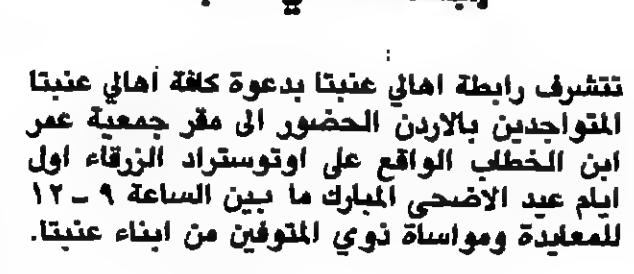 تتشرف رابطة اهالي عنبتا بدعوة كافة أهالي عنبتا
المتواجدين بالاردن الحضور الى مقر جمعية عمر
ابن الخطاب الواقع على اوتوستراد الزرقاء اول
ايام عيد الاضحى المبارك ما بين الساعة ٩ - ١٢
للمعايدة ومواساة ذوي المتوفين من ابناء عنبتا.